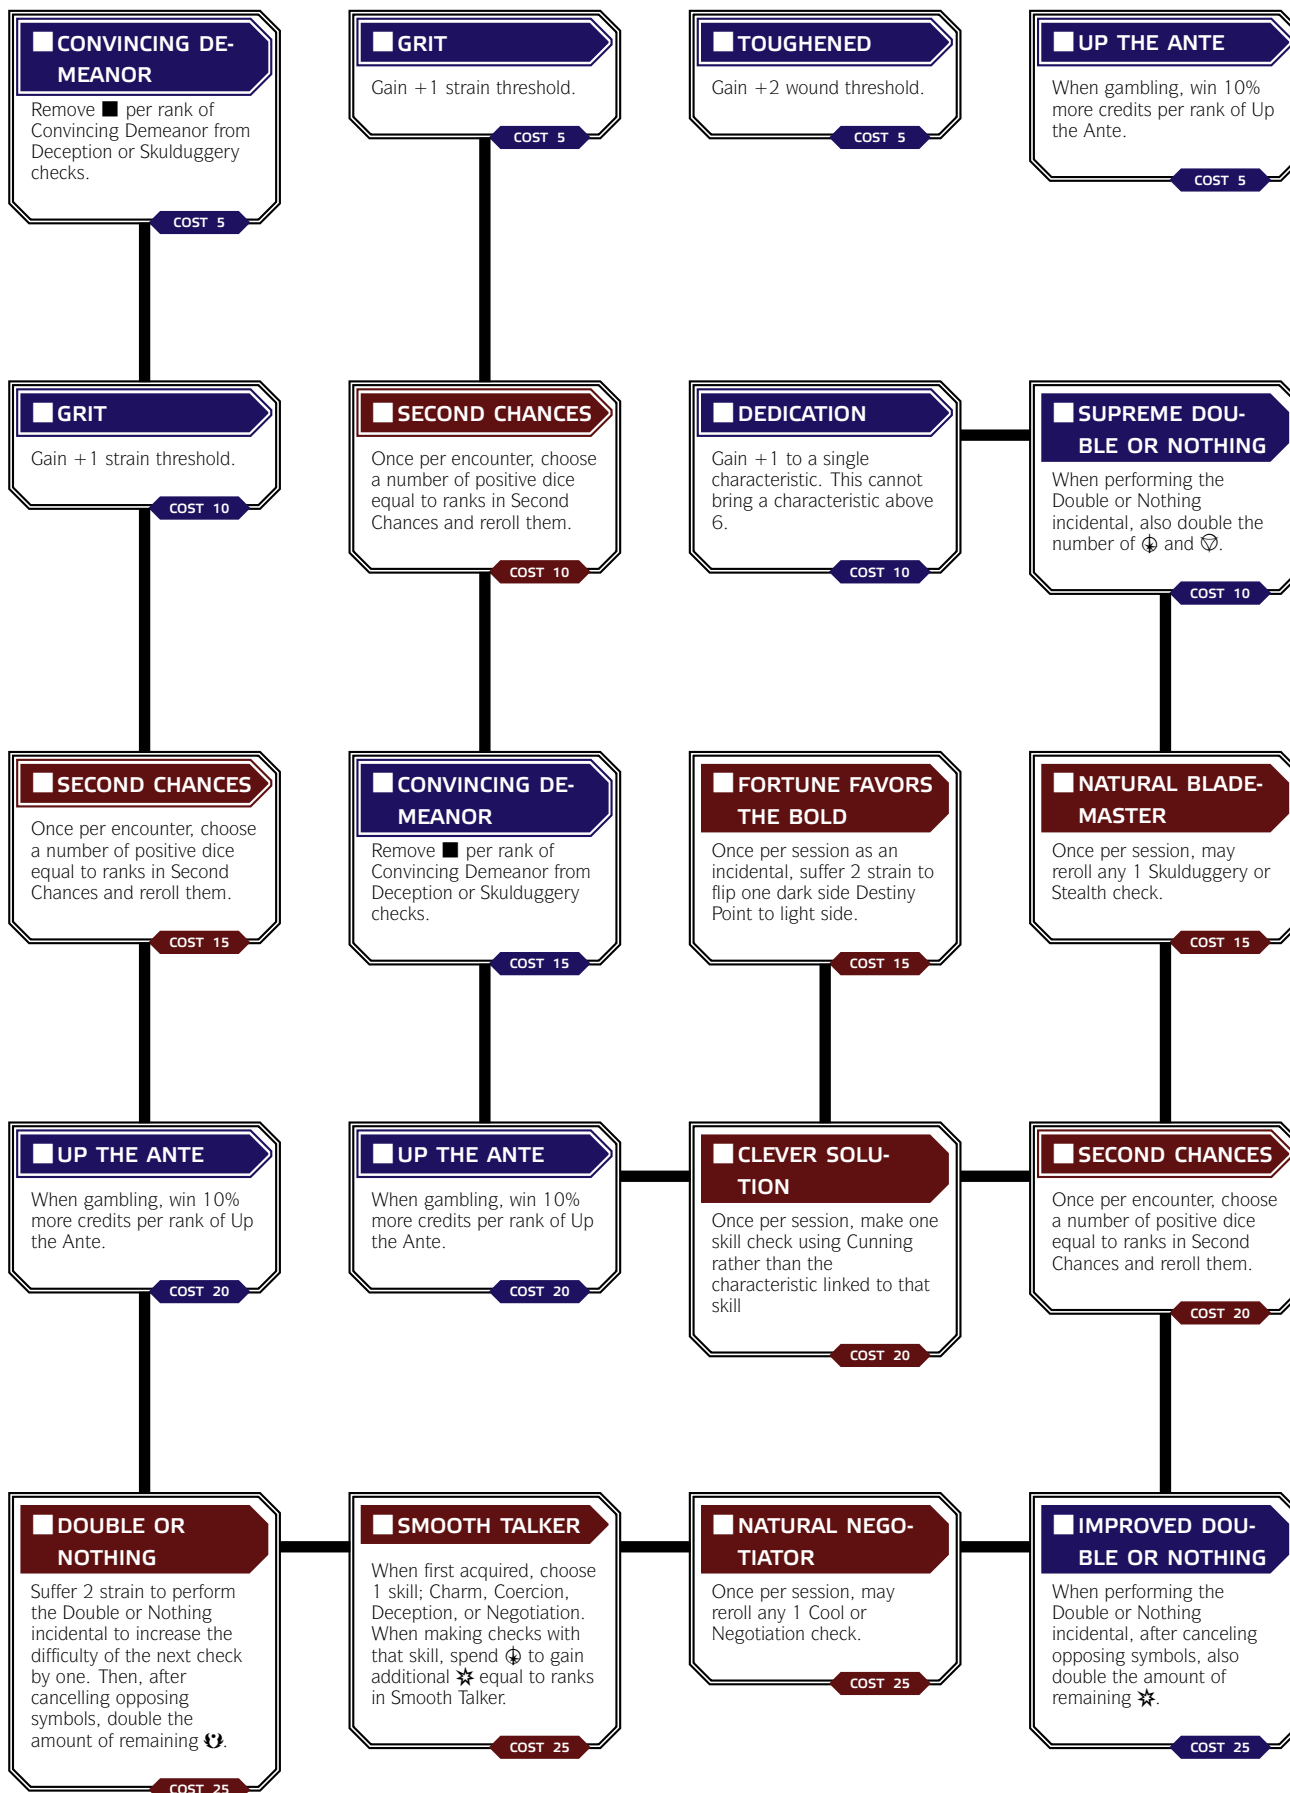 CONVINCING DE-
MEANOR
Remove per rank of
Convincing Demeanor from
Deception or Skulduggery
checks.
COST 5
GRIT
Gain +1 strain threshold.
COST 5
TOUGHENED
Gain +2 wound threshold.
COST 5
UP THE ANTE
When gambling, win 10%
more credits per rank of Up
the Ante.
COST 5
GRIT
Gain +1 strain threshold.
COST 10
SECOND CHANCES
Once per encounter, choose
a number of positive dice
equal to ranks in Second
Chances and reroll them.
COST 10
DEDICATION
Gain +1 to a single
characteristic. This cannot
bring a characteristic above
6.
COST 10
SUPREME DOU-
BLE OR NOTHING
When performing the
Double or Nothing
incidental, also double the
number of and .
COST 10
SECOND CHANCES
Once per encounter, choose
a number of positive dice
equal to ranks in Second
Chances and reroll them.
COST 15
CONVINCING DE-
MEANOR
Remove per rank of
Convincing Demeanor from
Deception or Skulduggery
checks.
COST 15
FORTUNE FAVORS
THE BOLD
Once per session as an
incidental, suffer 2 strain to
flip one dark side Destiny
Point to light side.
COST 15
NATURAL BLADE-
MASTER
Once per session, may
reroll any 1 Skulduggery or
Stealth check.
COST 15
UP THE ANTE
When gambling, win 10%
more credits per rank of Up
the Ante.
COST 20
UP THE ANTE
When gambling, win 10%
more credits per rank of Up
the Ante.
COST 20
CLEVER SOLU-
TION
Once per session, make one
skill check using Cunning
rather than the
characteristic linked to that
skill
COST 20
SECOND CHANCES
Once per encounter, choose
a number of positive dice
equal to ranks in Second
Chances and reroll them.
COST 20
DOUBLE OR
NOTHING
Suffer 2 strain to perform
the Double or Nothing
incidental to increase the
difficulty of the next check
by one. Then, after
cancelling opposing
symbols, double the
amount of remaining .
COST 25
SMOOTH TALKER
When first acquired, choose
1 skill; Charm, Coercion,
Deception, or Negotiation.
When making checks with
that skill, spend to gain
additional equal to ranks
in Smooth Talker.
COST 25
NATURAL NEGO-
TIATOR
Once per session, may
reroll any 1 Cool or
Negotiation check.
COST 25
IMPROVED DOU-
BLE OR NOTHING
When performing the
Double or Nothing
incidental, after canceling
opposing symbols, also
double the amount of
remaining .
COST 25